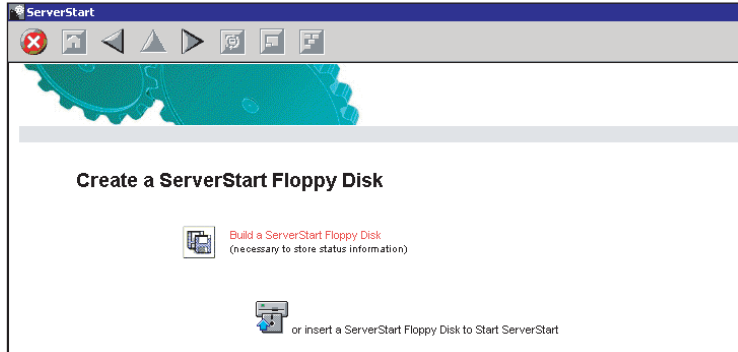 ServerStart
Create a ServerStart Floppy Disk
Build a ServerStart Floppy Disk
(necessary to store status information)
or insert a ServerStart Floppy Disk to Start ServerStart